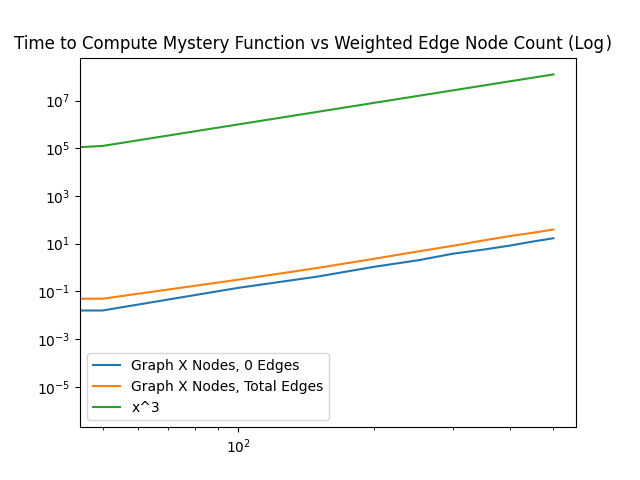 Time to Compute Mystery Function vs Weighted Edge Node Count (Log)
10^7
10^5
10^3
10^1
10^-1
10^-3
10^-5
Graph X Nodes, 0 Edges
Graph X Nodes, Total Edges
x^3
10^2